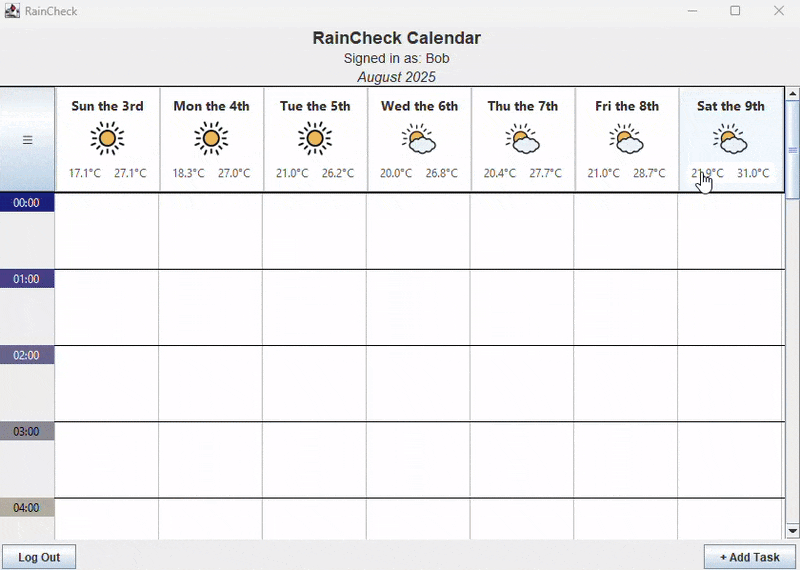 RainCheck
RainCheck Calendar
Signed in as: Bob
August 2025
Sun the 3rd Mon the 4th Tue the 5th Wed the 6th Thu the 7th Fri the 8th Sat the 9th
17.1°C 27.1°C 18.3°C 27.0°C 21.0°C 26.2°C 20.0°C 26.8°C 20.4°C 27.7°C 21.0°C 28.7°C 31.0°C
00:00
01:00
02:00
03:00
04:00
Log Out + Add Task